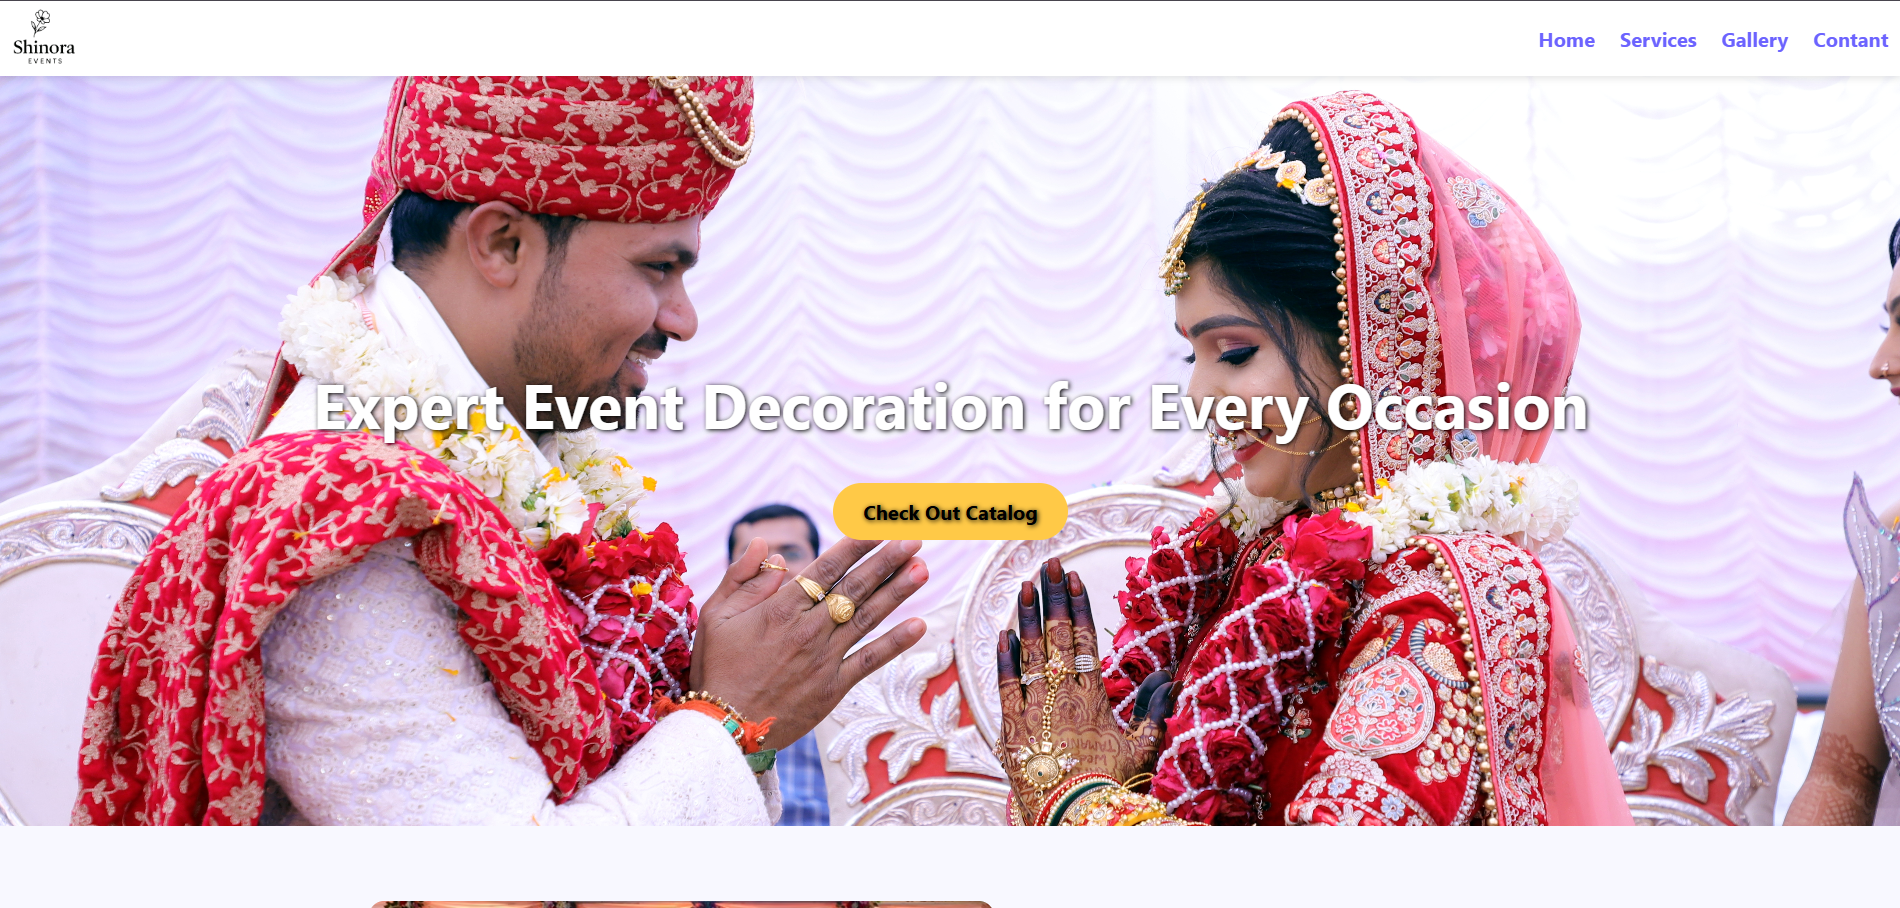 Shinora
EVENTS
Home Services Gallery Contant
Expert Event Decoration for Every Occasion
Check Out Catalog